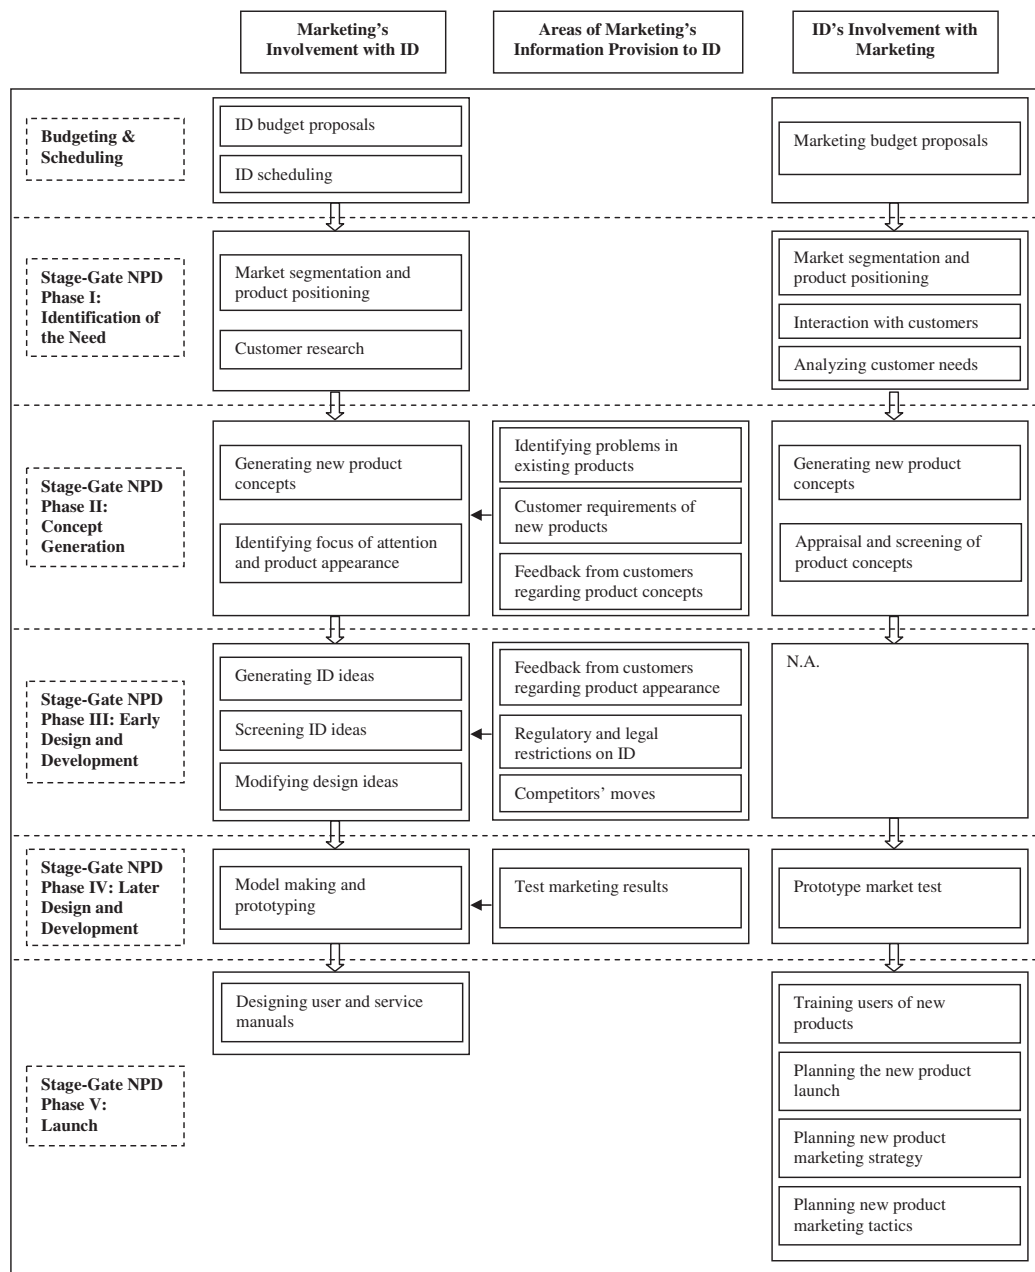 Marketing's
Involvement with ID
Areas of Marketing's
Information Provision to ID
ID's Involvement with
Marketing
Budgeting &
Scheduling
ID budget proposals
ID scheduling
Marketing budget proposals
Stage-Gate NPD
Phase I:
Identification of
the Need
Market segmentation and
product positioning
Customer research
Market segmentation and
product positioning
Interaction with customers
Analyzing customer needs
Stage-Gate NPD
Phase II:
Concept
Generation
Generating new product
concepts
Identifying focus of attention
and product appearance
Identifying problems in
existing products
Customer requirements of
new products
Feedback from customers
regarding product concepts
Generating new product
concepts
Appraisal and screening of
product concepts
Stage-Gate NPD
Phase III: Early
Design and
Development
Generating ID ideas
Screening ID ideas
Modifying design ideas
Feedback from customers
regarding product appearance
Regulatory and legal
restrictions on ID
Competitors' moves
N.A.
Stage-Gate NPD
Phase IV: Later
Design and
Development
Model making and
prototyping
Test marketing results
Prototype market test
Stage-Gate NPD
Phase V:
Launch
Designing user and service
manuals
Training users of new
products
Planning the new product
launch
Planning new product
marketing strategy
Planning new product
marketing tactics